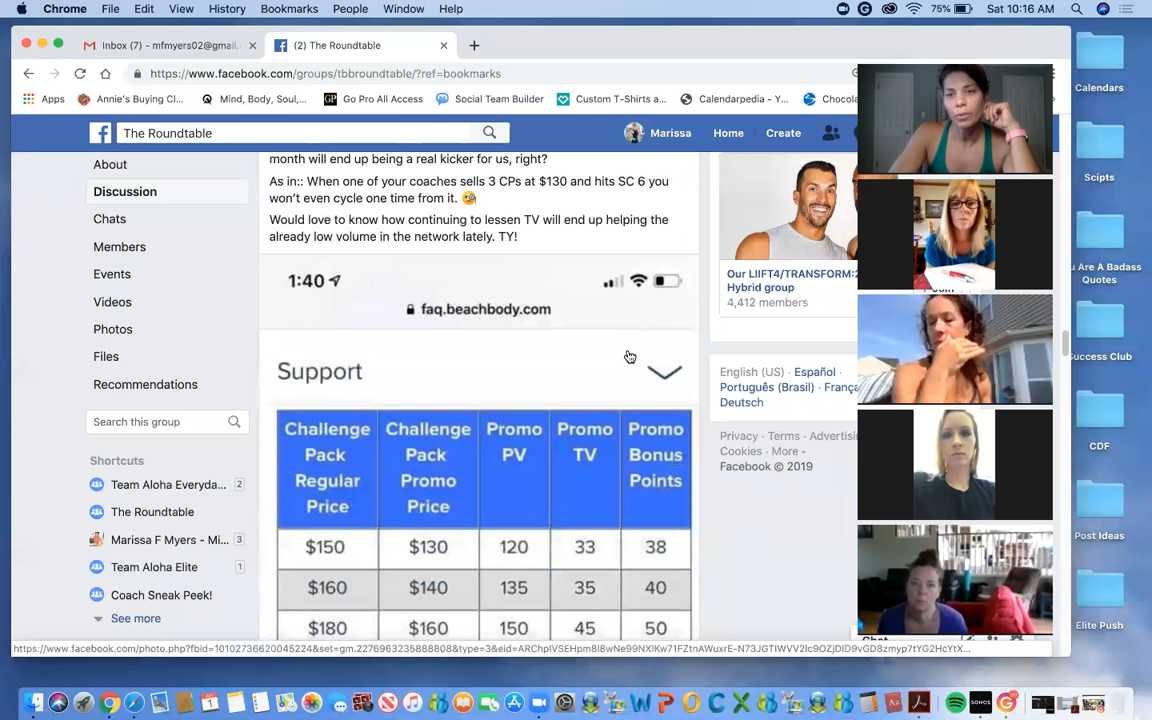 Chrome File Edit View History Bookmarks People Window Help 75% Sat 10:16 AM
Inbox (7) - mfmyers02@gmail. (2) The Roundtable
https://www.facebook.com/groups/tbbroundtable/?ref=bookmarks
Apps Annie's Buying Cl... Mind, Body, Soul,... Go Pro All Access Social Team Builder Custom T-Shirts a... Calendarpedia - Y... Chocola
The Roundtable Marissa Home Create
About
Discussion
Chats
Members
Events
Videos
Photos
Files
Recommendations
Search this group
Shortcuts
Team Aloha Everyda... 2
The Roundtable
Marissa F Myers - Mi... 3
Team Aloha Elite 1
Coach Sneak Peek!
See more
month will end up being a real kicker for us, right?
As in:: When one of your coaches sells 3 CPs at $130 and hits SC 6 you
won't even cycle one time from it.
Would love to know how continuing to lessen TV will end up helping the
already low volume in the network lately. TY!
1:40
faq.beachbody.com
Support
Challenge Pack Regular Price
Challenge Pack Promo Price
Promo PV
Promo TV
Promo Bonus Points
$150 $130 120 33 38
$160 $140 135 35 40
$180 $160 150 45 50
Our LIIFT4/TRANSFORM:2
Hybrid group
4,412 members
English (US) · Español ·
Português (Brasil) · França
Deutsch
Privacy · Terms · Advertisi
Cookies · More
Facebook © 2019
Chat
Calendars
Scipts
u Are A Badass
Quotes
Success Club
CDF
Post Ideas
Elite Push